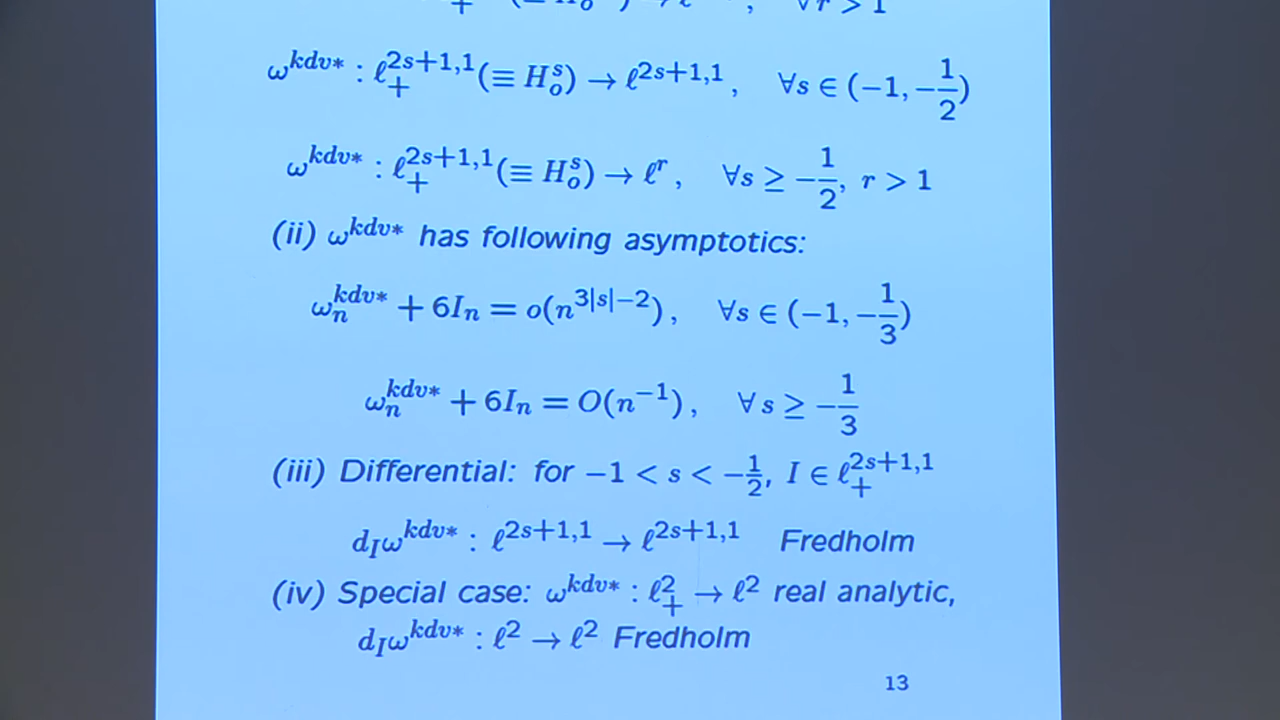 ω^{kdv*} : ℓ_+^{2s+1,1}(≡ H_o^s) → ℓ^{2s+1,1} , ∀s ∈ (−1, −1/2)
ω^{kdv*} : ℓ_+^{2s+1,1}(≡ H_o^s) → ℓ^r , ∀s ≥ −1/2, r > 1
(ii) ω^{kdv*} has following asymptotics:
ω_n^{kdv*} + 6I_n = o(n^{3|s|−2}) , ∀s ∈ (−1, −1/3)
ω_n^{kdv*} + 6I_n = O(n^{−1}) , ∀ s ≥ −1/3
(iii) Differential: for −1 < s < −1/2, I ∈ ℓ_+^{2s+1,1}
d_I ω^{kdv*} : ℓ^{2s+1,1} → ℓ^{2s+1,1} Fredholm
(iv) Special case: ω^{kdv*} : ℓ_+^2 → ℓ^2 real analytic,
d_I ω^{kdv*} : ℓ^2 → ℓ^2 Fredholm
13